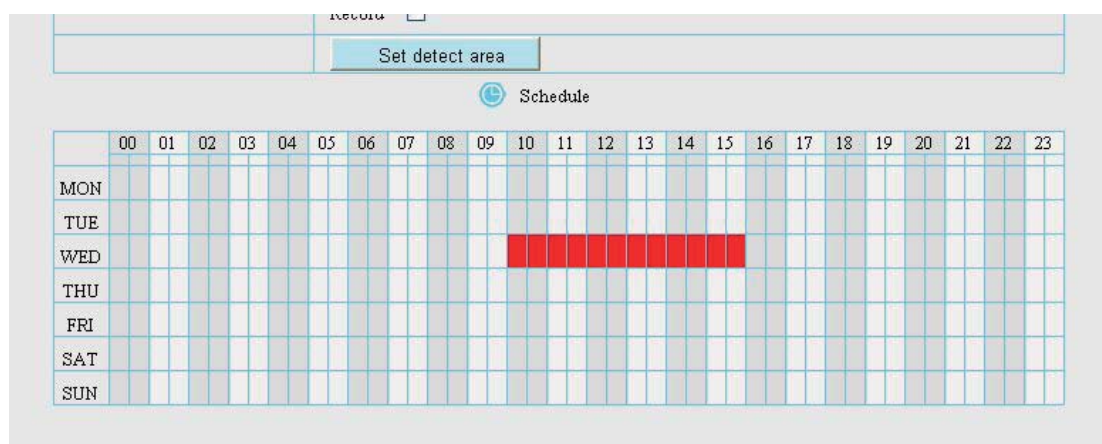 Record
Set detect area
Schedule
00 01 02 03 04 05 06 07 08 09 10 11 12 13 14 15 16 17 18 19 20 21 22 23
MON
TUE
WED
THU
FRI
SAT
SUN